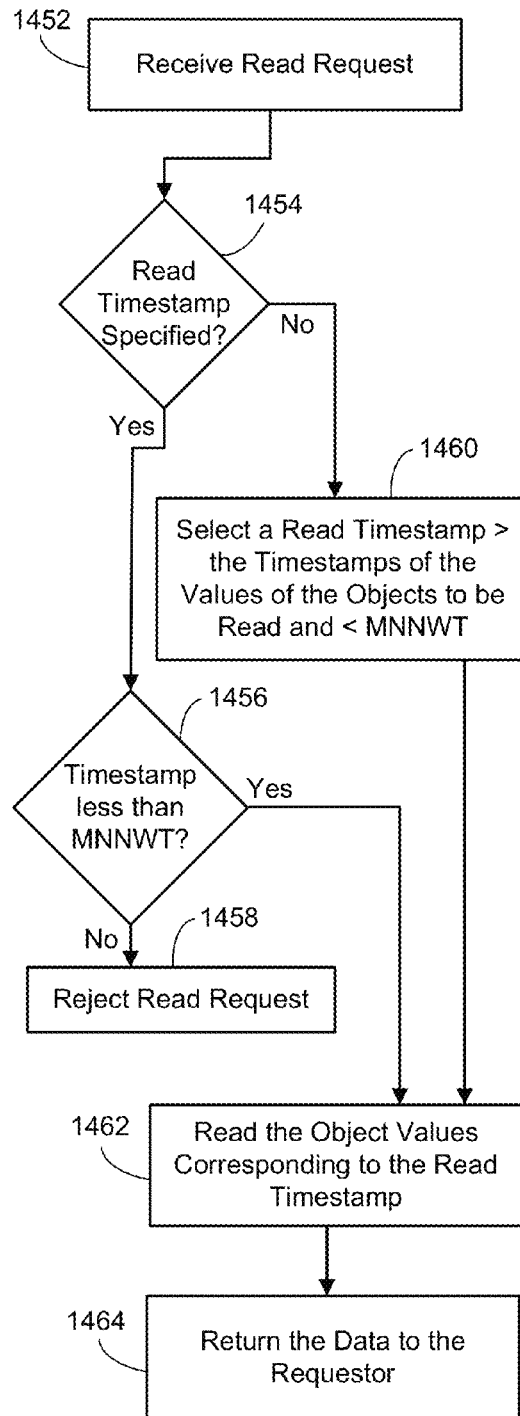 1452
Receive Read Request
1454
Read
Timestamp
Specified?
No
Yes
1460
Select a Read Timestamp >
the Timestamps of the
Values of the Objects to be
Read and < MNNWT
1456
Timestamp
less than
MNNWT?
Yes
No
1458
Reject Read Request
1462
Read the Object Values
Corresponding to the Read
Timestamp
1464
Return the Data to the
Requestor